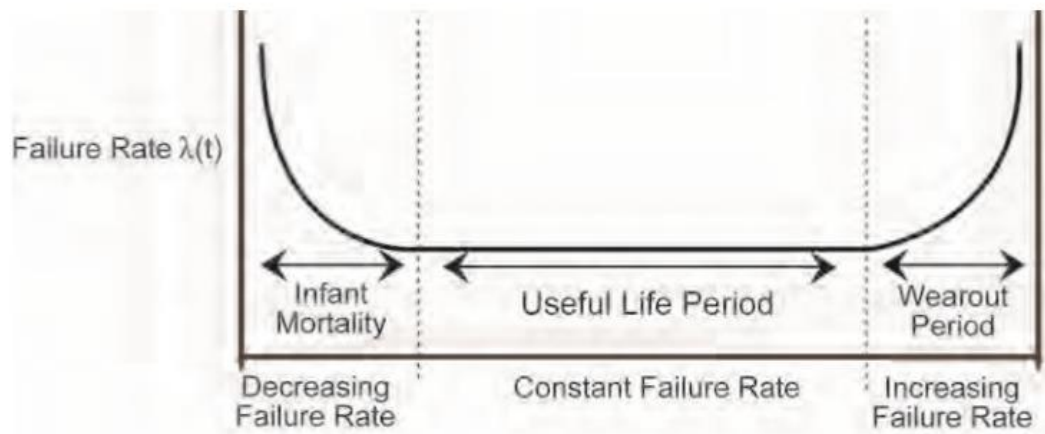 Failure Rate λ(t)
Infant
Mortality
Useful Life Period
Wearout
Period
Decreasing
Failure Rate
Constant Failure Rate
Increasing
Failure Rate